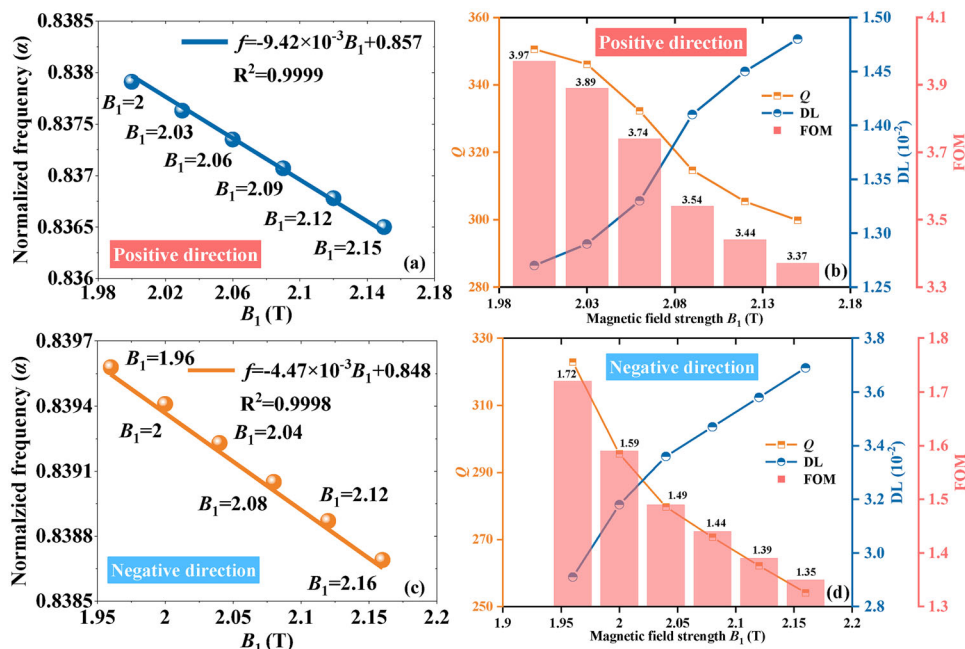 0.8385
0.838
0.8375
0.837
0.8365
0.836
Normalized frequency (α)
f=-9.42×10⁻³B₁+0.857
R²=0.9999
B₁=2
B₁=2.03
B₁=2.06
B₁=2.09
B₁=2.12
B₁=2.15
Positive direction
(a)
1.98 2.02 2.06 2.1 2.14 2.18
B₁ (T)
360
340
320
300
280
Q
Positive direction
Q
DL
FOM
3.97
3.89
3.74
3.54
3.44
3.37
(b)
1.98 2.03 2.08 2.13 2.18
Magnetic field strength B₁ (T)
1.50
1.45
1.40
1.35
1.30
1.25
DL (10⁻²)
4.1
3.9
3.7
3.5
3.3
FOM
0.8397
0.8394
0.8391
0.8388
0.8385
Normalzied frequency (α)
B₁=1.96
f=-4.47×10⁻³B₁+0.848
R²=0.9998
B₁=2
B₁=2.04
B₁=2.08
B₁=2.12
B₁=2.16
Negative direction
(c)
1.95 2 2.05 2.1 2.15 2.2
B₁ (T)
330
310
290
270
250
Q
Negative direction
Q
DL
FOM
1.72
1.59
1.49
1.44
1.39
1.35
(d)
1.9 1.95 2 2.05 2.1 2.15 2.2
Magnetic field strength B₁ (T)
3.8
3.6
3.4
3.2
3.0
2.8
DL (10⁻²)
1.8
1.7
1.6
1.5
1.4
1.3
FOM